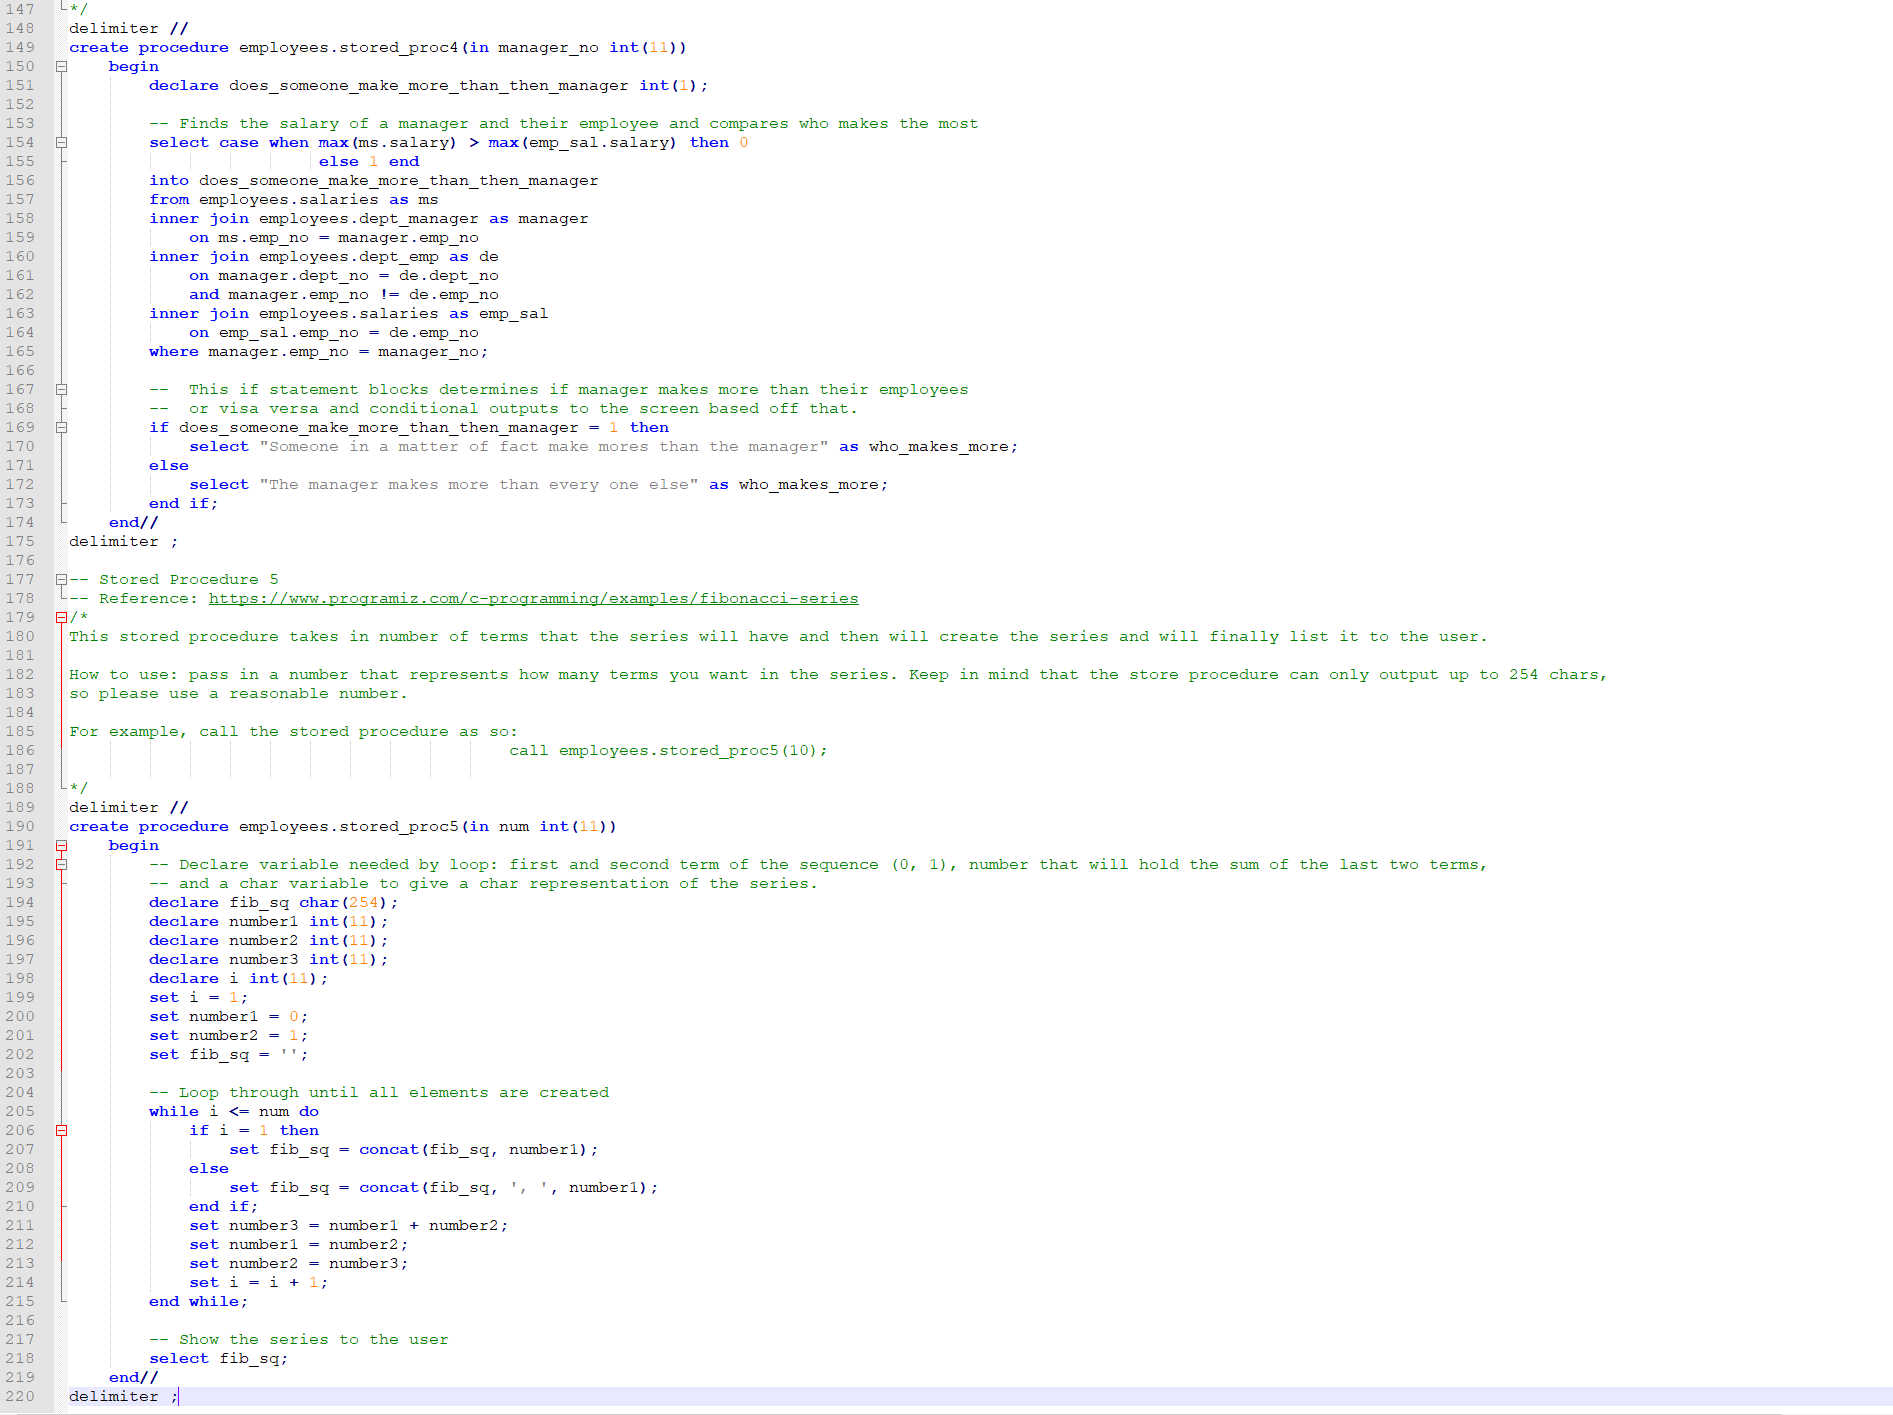 147 */
148 delimiter //
149 create procedure employees.stored_proc4(in manager_no int(11))
150     begin
151         declare does_someone_make_more_than_then_manager int(1);
152
153         -- Finds the salary of a manager and their employee and compares who makes the most
154         select case when max(ms.salary) > max(emp_sal.salary) then 0
155                          else 1 end
156         into does_someone_make_more_than_then_manager
157         from employees.salaries as ms
158         inner join employees.dept_manager as manager
159             on ms.emp_no = manager.emp_no
160         inner join employees.dept_emp as de
161             on manager.dept_no = de.dept_no
162             and manager.emp_no != de.emp_no
163         inner join employees.salaries as emp_sal
164             on emp_sal.emp_no = de.emp_no
165         where manager.emp_no = manager_no;
166
167         --  This if statement blocks determines if manager makes more than their employees
168         --  or visa versa and conditional outputs to the screen based off that.
169         if does_someone_make_more_than_then_manager = 1 then
170             select "Someone in a matter of fact make mores than the manager" as who_makes_more;
171         else
172             select "The manager makes more than every one else" as who_makes_more;
173         end if;
174     end//
175 delimiter ;
176
177 -- Stored Procedure 5
178 -- Reference: https://www.programiz.com/c-programming/examples/fibonacci-series
179 /*
180 This stored procedure takes in number of terms that the series will have and then will create the series and will finally list it to the user.
181
182 How to use: pass in a number that represents how many terms you want in the series. Keep in mind that the store procedure can only output up to 254 chars,
183 so please use a reasonable number.
184
185 For example, call the stored procedure as so:
186                                             call employees.stored_proc5(10);
187
188 */
189 delimiter //
190 create procedure employees.stored_proc5(in num int(11))
191     begin
192         -- Declare variable needed by loop: first and second term of the sequence (0, 1), number that will hold the sum of the last two terms,
193         -- and a char variable to give a char representation of the series.
194         declare fib_sq char(254);
195         declare number1 int(11);
196         declare number2 int(11);
197         declare number3 int(11);
198         declare i int(11);
199         set i = 1;
200         set number1 = 0;
201         set number2 = 1;
202         set fib_sq = '';
203
204         -- Loop through until all elements are created
205         while i <= num do
206             if i = 1 then
207                 set fib_sq = concat(fib_sq, number1);
208             else
209                 set fib_sq = concat(fib_sq, ', ', number1);
210             end if;
211             set number3 = number1 + number2;
212             set number1 = number2;
213             set number2 = number3;
214             set i = i + 1;
215         end while;
216
217         -- Show the series to the user
218         select fib_sq;
219     end//
220 delimiter ;